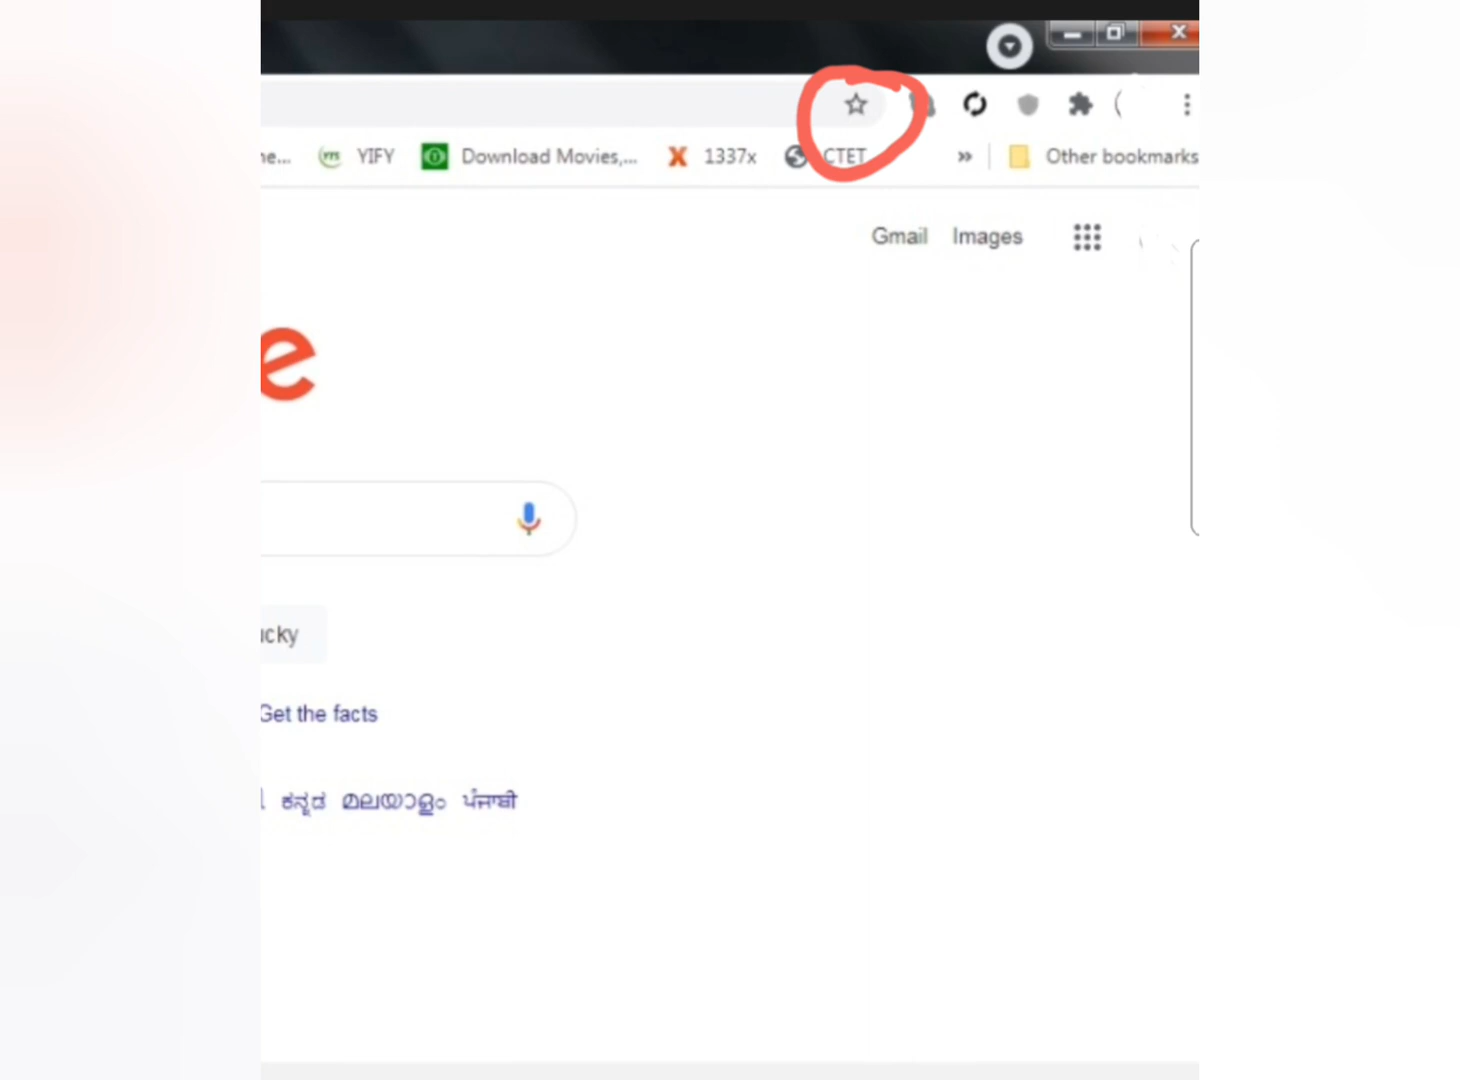 ne... YIFY Download Movies,... 1337x CTET » Other bookmarks
Gmail Images
e
ucky
Get the facts
ಕನ್ನಡ മലയാളം ਪੰਜਾਬੀ